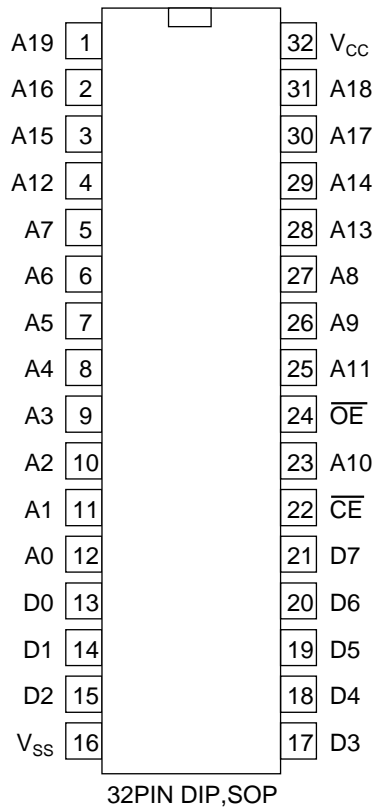 A19 1 32 VCC
A16 2 31 A18
A15 3 30 A17
A12 4 29 A14
A7 5 28 A13
A6 6 27 A8
A5 7 26 A9
A4 8 25 A11
A3 9 24 O̅E̅
A2 10 23 A10
A1 11 22 C̅E̅
A0 12 21 D7
D0 13 20 D6
D1 14 19 D5
D2 15 18 D4
VSS 16 17 D3
32PIN DIP,SOP